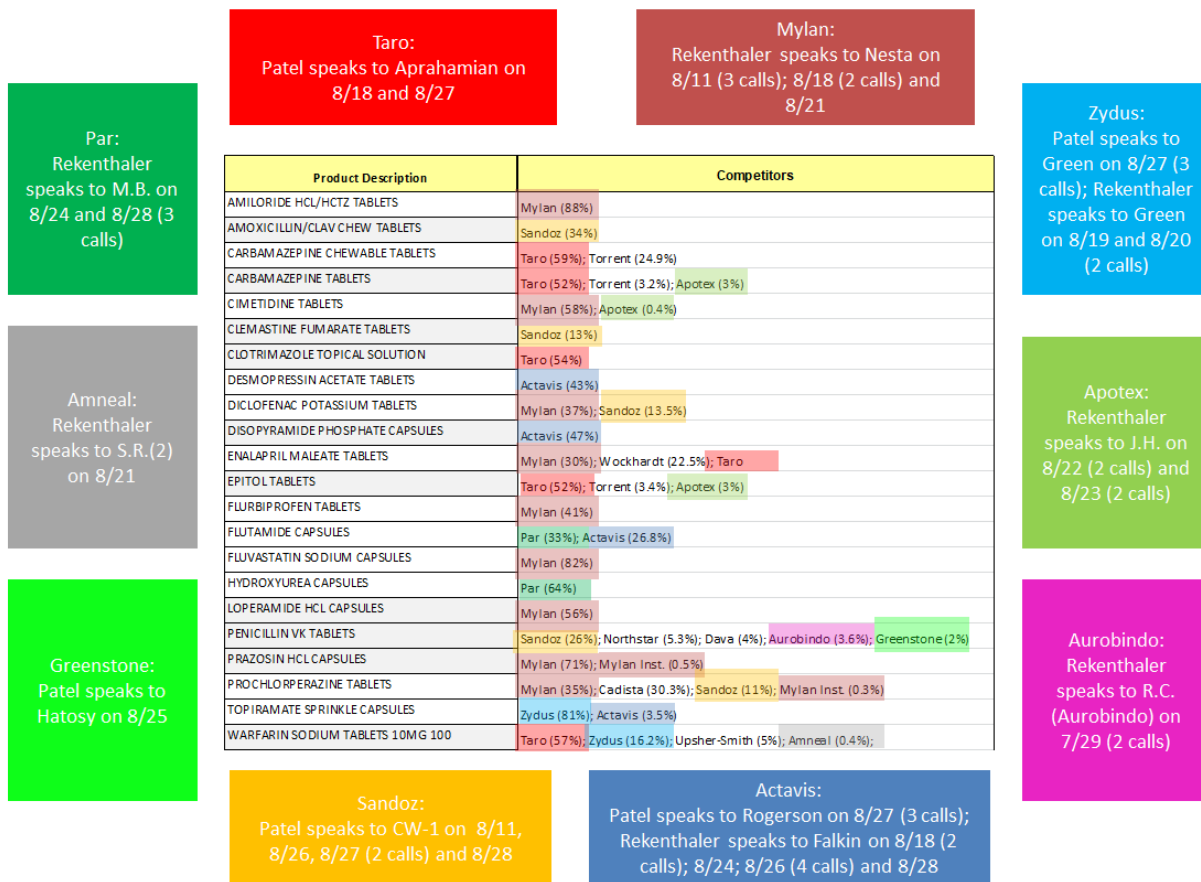 Taro:
Patel speaks to Aprahamian on
8/18 and 8/27
Mylan:
Rekenthaler speaks to Nesta on
8/11 (3 calls); 8/18 (2 calls) and
8/21
Par:
Rekenthaler
speaks to M.B. on
8/24 and 8/28 (3
calls)
Zydus:
Patel speaks to
Green on 8/27 (3
calls); Rekenthaler
speaks to Green
on 8/19 and 8/20
(2 calls)
Product Description Competitors
AMILORIDE HCL/HCTZ TABLETS Mylan (88%)
AMOXICILLIN/CLAV CHEW TABLETS Sandoz (34%)
CARBAMAZEPINE CHEWABLE TABLETS Taro (59%); Torrent (24.9%)
CARBAMAZEPINE TABLETS Taro (52%); Torrent (3.2%); Apotex (3%)
CIMETIDINE TABLETS Mylan (58%); Apotex (0.4%)
CLEMASTINE FUMARATE TABLETS Sandoz (13%)
CLOTRIMAZOLE TOPICAL SOLUTION Taro (54%)
DESMOPRESSIN ACETATE TABLETS Actavis (43%)
DICLOFENAC POTASSIUM TABLETS Mylan (37%); Sandoz (13.5%)
DISOPYRAMIDE PHOSPHATE CAPSULES Actavis (47%)
ENALAPRIL MALEATE TABLETS Mylan (30%); Wockhardt (22.5%); Taro
EPITOL TABLETS Taro (52%); Torrent (3.4%); Apotex (3%)
FLURBIPROFEN TABLETS Mylan (41%)
FLUTAMIDE CAPSULES Par (33%); Actavis (26.8%)
FLUVASTATIN SODIUM CAPSULES Mylan (82%)
HYDROXYUREA CAPSULES Par (64%)
LOPERAMIDE HCL CAPSULES Mylan (56%)
PENICILLIN VK TABLETS Sandoz (26%); Northstar (5.3%); Dava (4%); Aurobindo (3.6%); Greenstone (2%)
PRAZOSIN HCL CAPSULES Mylan (71%); Mylan Inst. (0.5%)
PROCHLORPERAZINE TABLETS Mylan (35%); Cadista (30.3%); Sandoz (11%); Mylan Inst. (0.3%)
TOPIRAMATE SPRINKLE CAPSULES Zydus (81%); Actavis (3.5%)
WARFARIN SODIUM TABLETS 10MG 100 Taro (57%); Zydus (16.2%); Upsher-Smith (5%); Amneal (0.4%);
Amneal:
Rekenthaler
speaks to S.R.(2)
on 8/21
Apotex:
Rekenthaler
speaks to J.H. on
8/22 (2 calls) and
8/23 (2 calls)
Greenstone:
Patel speaks to
Hatosy on 8/25
Aurobindo:
Rekenthaler
speaks to R.C.
(Aurobindo) on
7/29 (2 calls)
Sandoz:
Patel speaks to CW-1 on 8/11,
8/26, 8/27 (2 calls) and 8/28
Actavis:
Patel speaks to Rogerson on 8/27 (3 calls);
Rekenthaler speaks to Falkin on 8/18 (2
calls); 8/24; 8/26 (4 calls) and 8/28